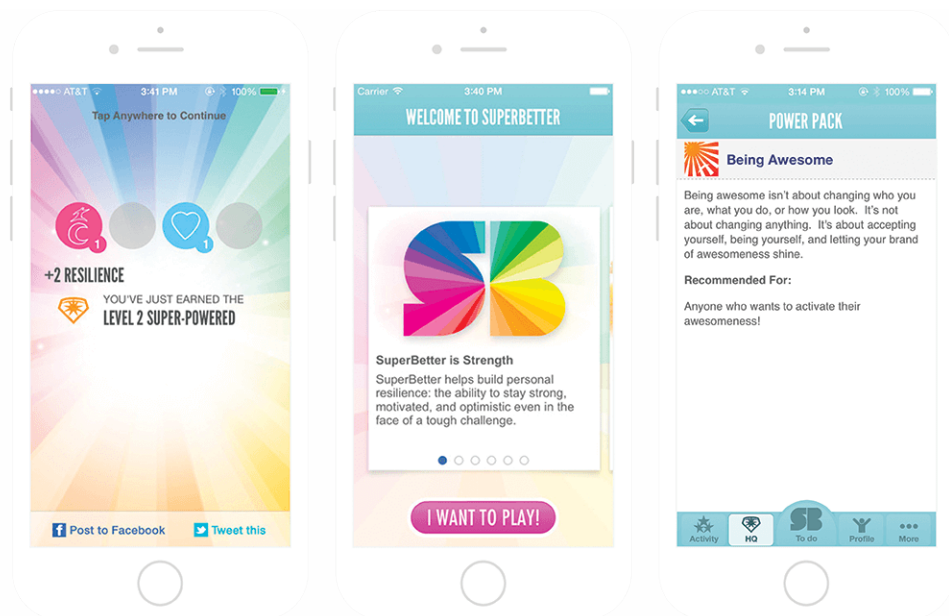 ●●●●○ AT&T 3:41 PM 100%
Tap Anywhere to Continue
1
1
+2 RESILIENCE
YOU'VE JUST EARNED THE
LEVEL 2 SUPER-POWERED
Post to Facebook
Tweet this
Carrier 3:40 PM
WELCOME TO SUPERBETTER
SB
SuperBetter is Strength
SuperBetter helps build personal
resilience: the ability to stay strong,
motivated, and optimistic even in the
face of a tough challenge.
I WANT TO PLAY!
●●●○○ AT&T 3:14 PM 100%
POWER PACK
Being Awesome
Being awesome isn't about changing who you
are, what you do, or how you look. It's not
about changing anything. It's about accepting
yourself, being yourself, and letting your brand
of awesomeness shine.
Recommended For:
Anyone who wants to activate their
awesomeness!
SB
Activity HQ To do Profile More